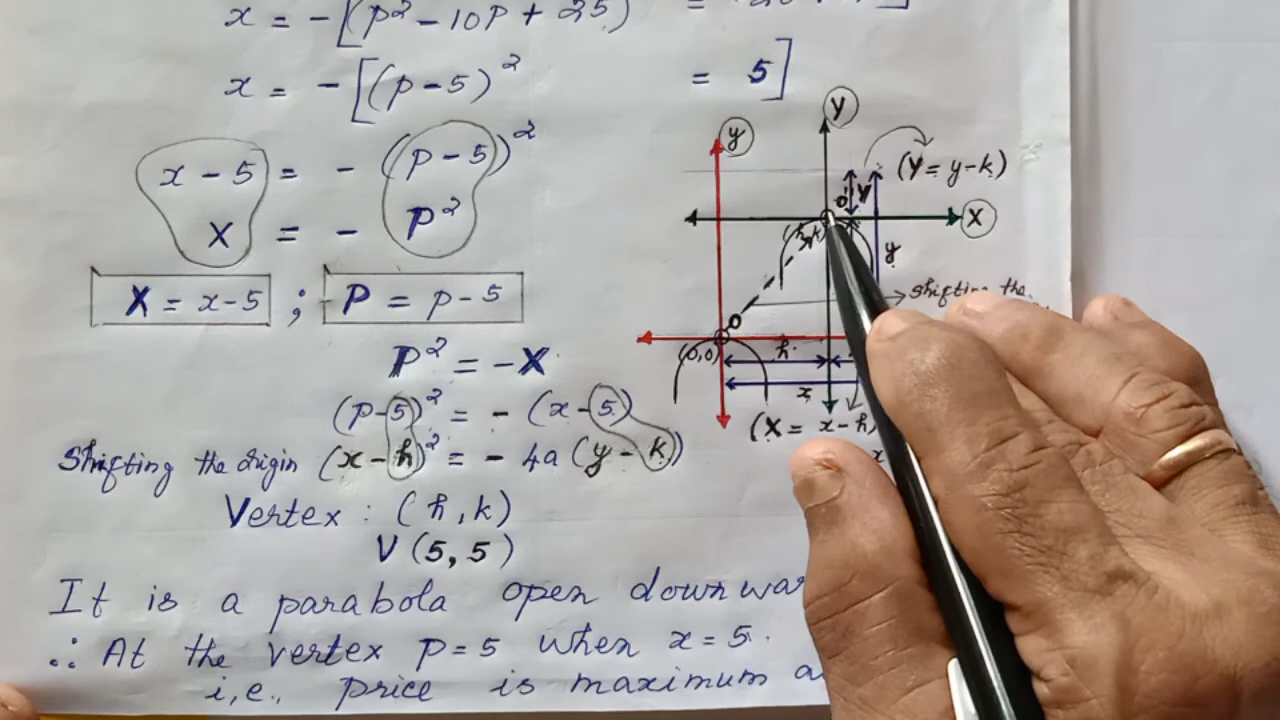 x = - [(p² - 10p + 25)
x = - [(p - 5)² = 5]
x - 5 = - (p - 5)²
X = - P²
X = x - 5 ; P = p - 5
P² = - X
(p - 5)² = - (x - 5)
Shifting the origin (x - h)² = - 4a (y - k)
Vertex : (h, k)
V (5, 5)
It is a parabola open downwar
∴ At the vertex p = 5 when x = 5.
i.e., price is maximum a
Y
y
(Y = y - k)
Y
X
(h, k)
y
Shifting the
O
(0,0)
h
x
(X = x - h)